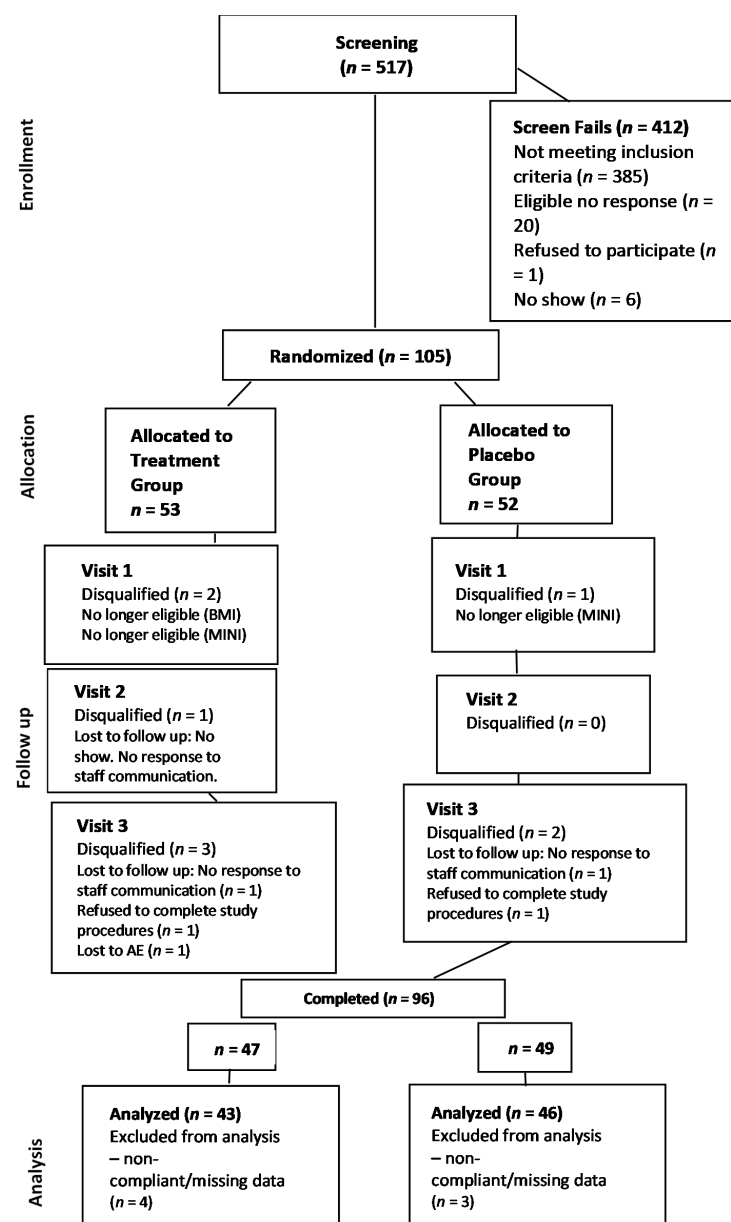 Screening
(n = 517)
Enrollment
Screen Fails (n = 412)
Not meeting inclusion
criteria (n = 385)
Eligible no response (n =
20)
Refused to participate (n
= 1)
No show (n = 6)
Randomized (n = 105)
Allocation
Allocated to
Treatment
Group
n = 53
Allocated to
Placebo
Group
n = 52
Follow up
Visit 1
Disqualified (n = 2)
No longer eligible (BMI)
No longer eligible (MINI)
Visit 1
Disqualified (n = 1)
No longer eligible (MINI)
Visit 2
Disqualified (n = 1)
Lost to follow up: No
show. No response to
staff communication.
Visit 2
Disqualified (n = 0)
Visit 3
Disqualified (n = 3)
Lost to follow up: No response to
staff communication (n = 1)
Refused to complete study
procedures (n = 1)
Lost to AE (n = 1)
Visit 3
Disqualified (n = 2)
Lost to follow up: No response to
staff communication (n = 1)
Refused to complete study
procedures (n = 1)
Completed (n = 96)
n = 47
n = 49
Analysis
Analyzed (n = 43)
Excluded from analysis
– non-
compliant/missing data
(n = 4)
Analyzed (n = 46)
Excluded from analysis
– non-
compliant/missing data
(n = 3)